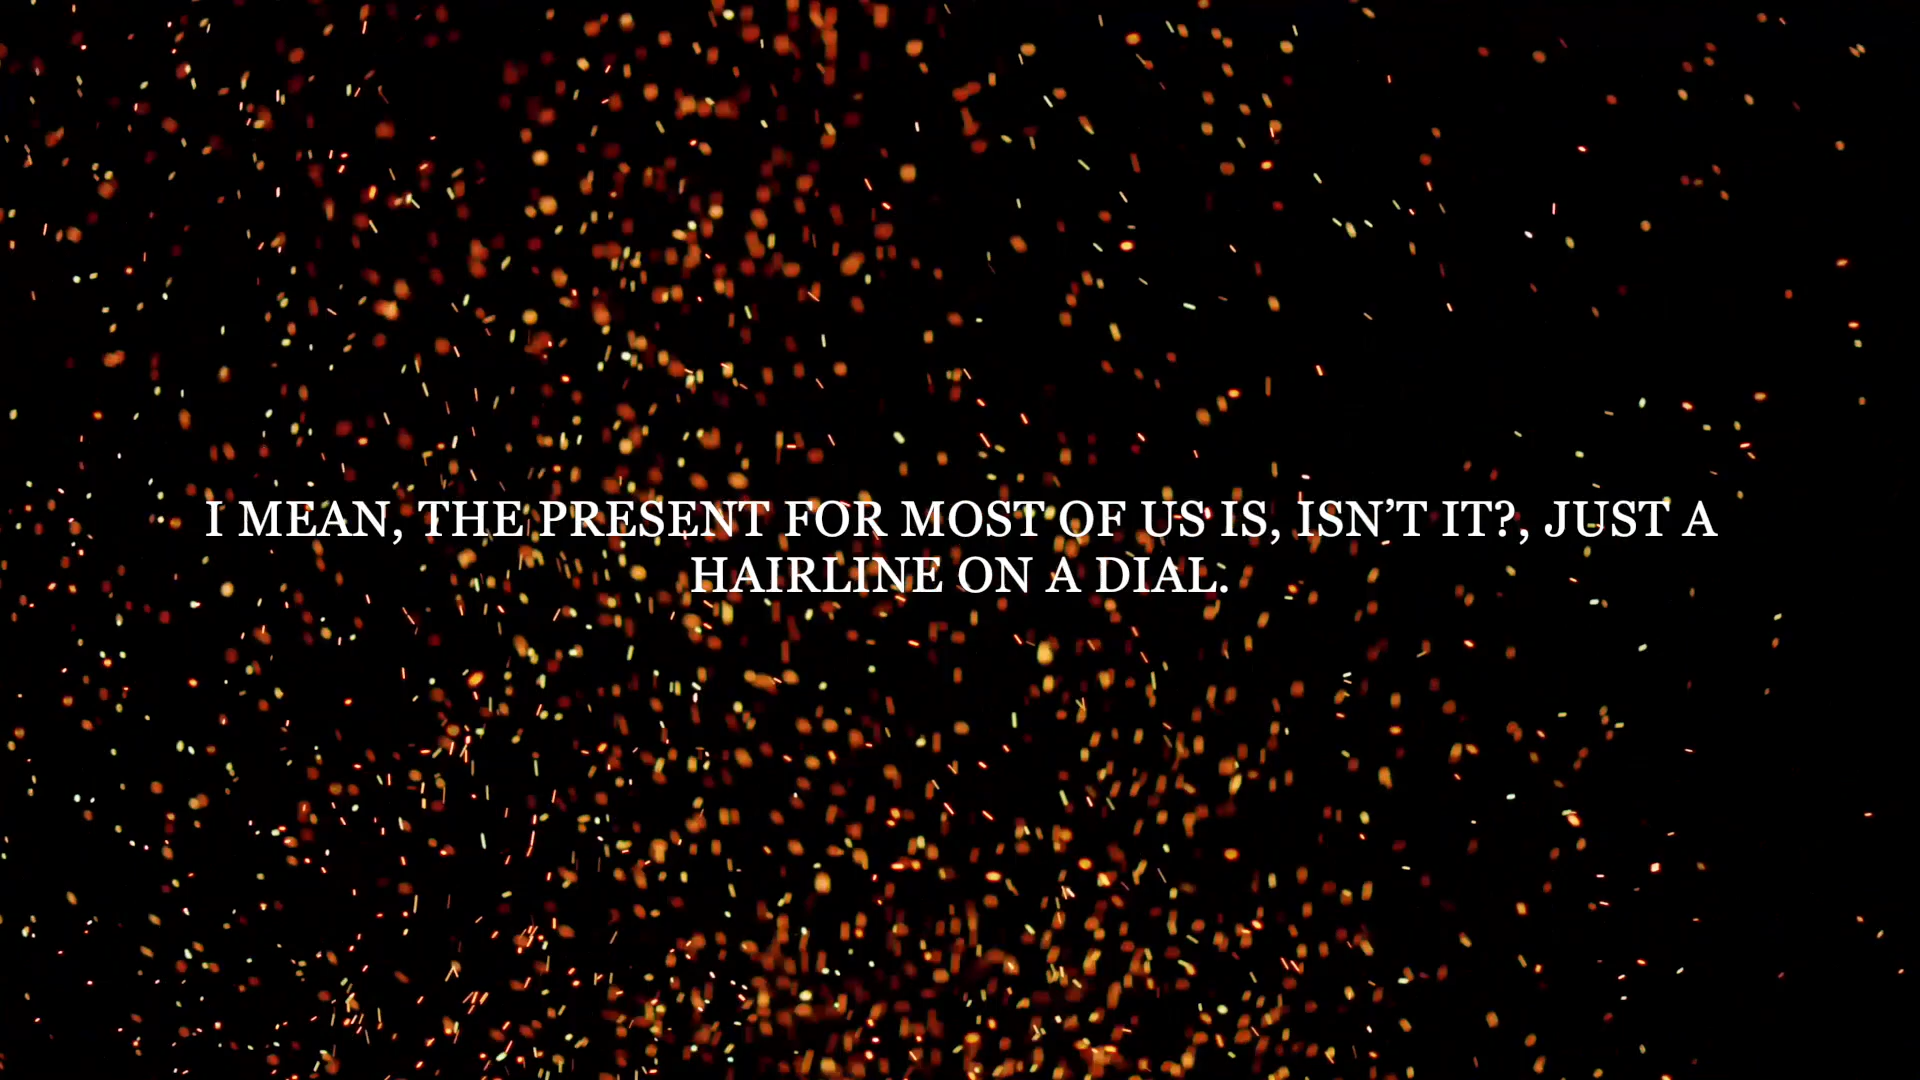 I MEAN, THE PRESENT FOR MOST OF US IS, ISN’T IT?, JUST A
HAIRLINE ON A DIAL.